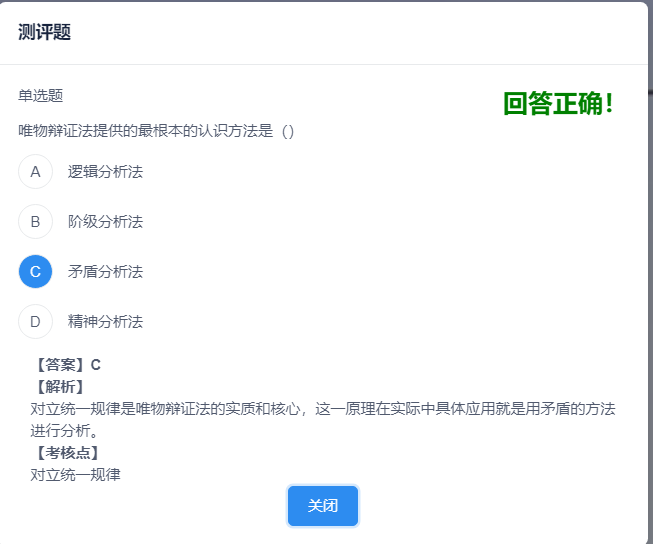 测评题
单选题
回答正确！
唯物辩证法提供的最根本的认识方法是（）
A 逻辑分析法
B 阶级分析法
C 矛盾分析法
D 精神分析法
【答案】C
【解析】
对立统一规律是唯物辩证法的实质和核心，这一原理在实际中具体应用就是用矛盾的方法
进行分析。
【考核点】
对立统一规律
关闭